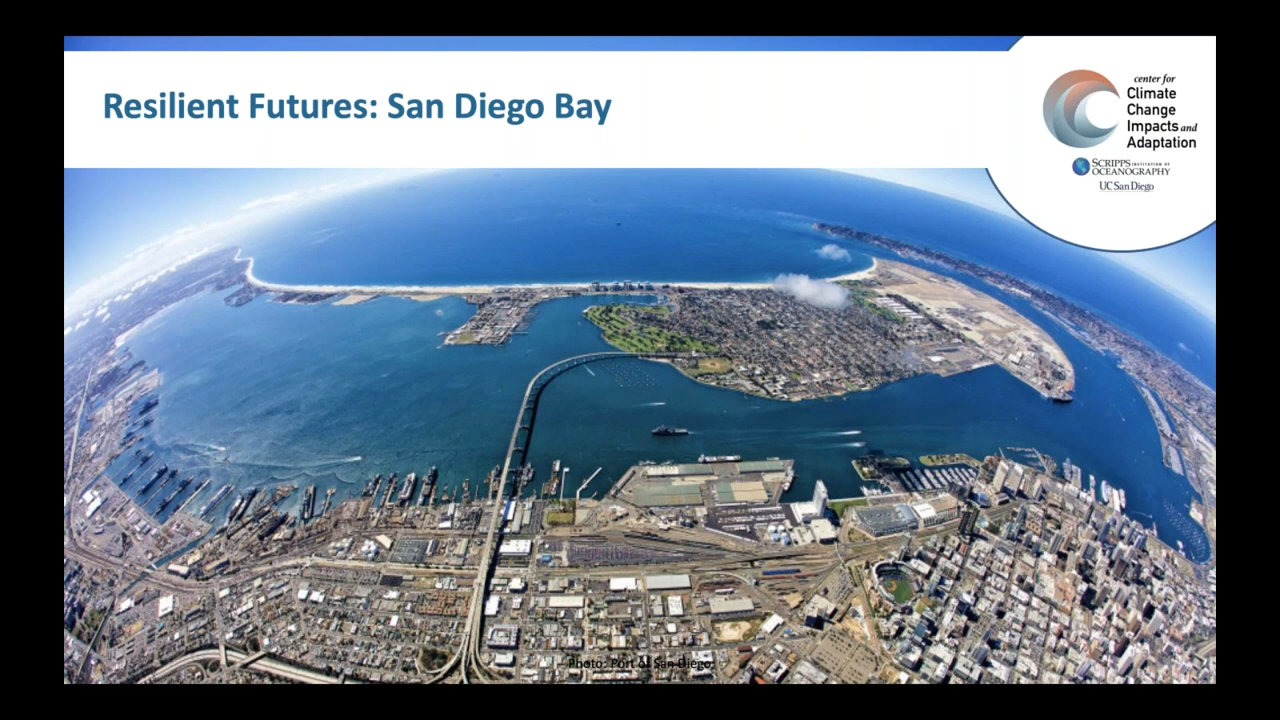 Resilient Futures: San Diego Bay
center for
Climate
Change
Impacts and
Adaptation
SCRIPPS INSTITUTION OF
OCEANOGRAPHY
UC San Diego
Photo: Port of San Diego